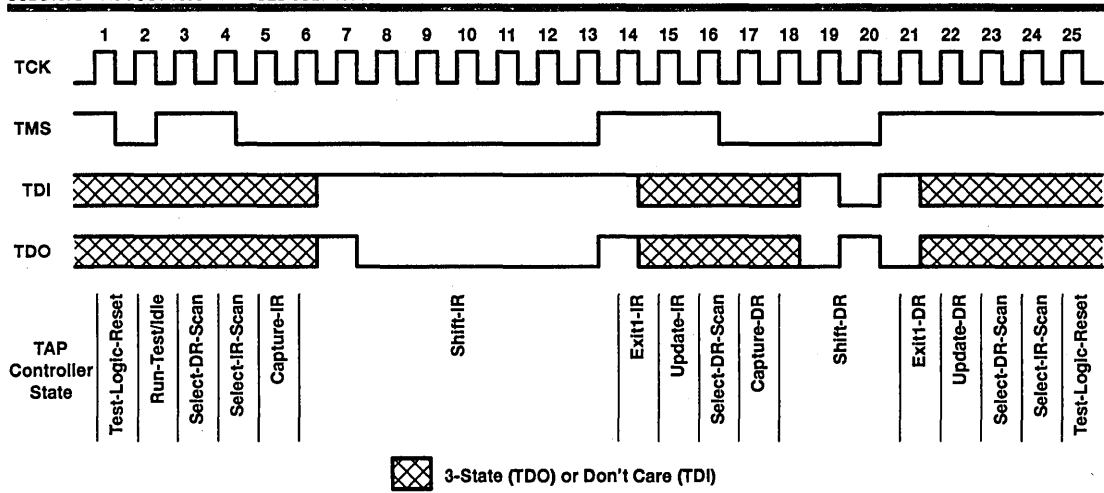 1 2 3 4 5 6 7 8 9 10 11 12 13 14 15 16 17 18 19 20 21 22 23 24 25
TCK
TMS
TDI
TDO
TAP
Controller
State
Test-Logic-Reset
Run-Test/Idle
Select-DR-Scan
Select-IR-Scan
Capture-IR
Shift-IR
Exit1-IR
Update-IR
Select-DR-Scan
Capture-DR
Shift-DR
Exit1-DR
Update-DR
Select-DR-Scan
Select-IR-Scan
Test-Logic-Reset
3-State (TDO) or Don't Care (TDI)